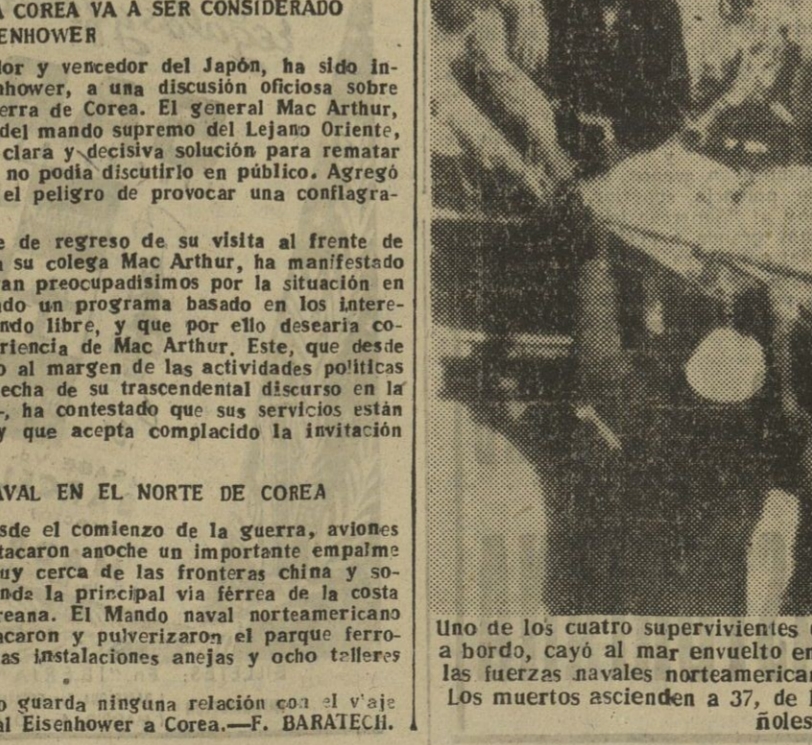 A COREA VA A SER CONSIDERADO
ENHOWER
lor y vencedor del Japón, ha sido in-
nhower, a una discusión oficiosa sobre
erra de Corea. El general Mac Arthur,
del mando supremo del Lejano Oriente,
clara y decisiva solución para rematar
no podia discutirlo en público. Agregó
el peligro de provocar una conflagra-
e de regreso de su visita al frente de
a su colega Mac Arthur, ha manifestado
an preocupadisimos por la situación en
ado un programa basado en los intere-
ndo libre, y que por ello desearia co-
riencia de Mac Arthur. Este, que desde
o al margen de las actividades politicas
echa de su trascendental discurso en la
-, ha contestado que sus servicios están
y que acepta complacido la invitación
AVAL EN EL NORTE DE COREA
sde el comienzo de la guerra, aviones
tacaron anoche un importante empalme
uy cerca de las fronteras china y so-
nde la principal via férrea de la costa
reana. El Mando naval norteamericano
acaron y pulverizaron el parque ferro-
as instalaciones anejas y ocho talleres
o guarda ninguna relación con el viaje
al Eisenhower a Corea.—F. BARATECH.
Uno de los cuatro supervivientes
a bordo, cayó al mar envuelto en
las fuerzas navales norteamerican
Los muertos ascienden a 37, de l
ñoles